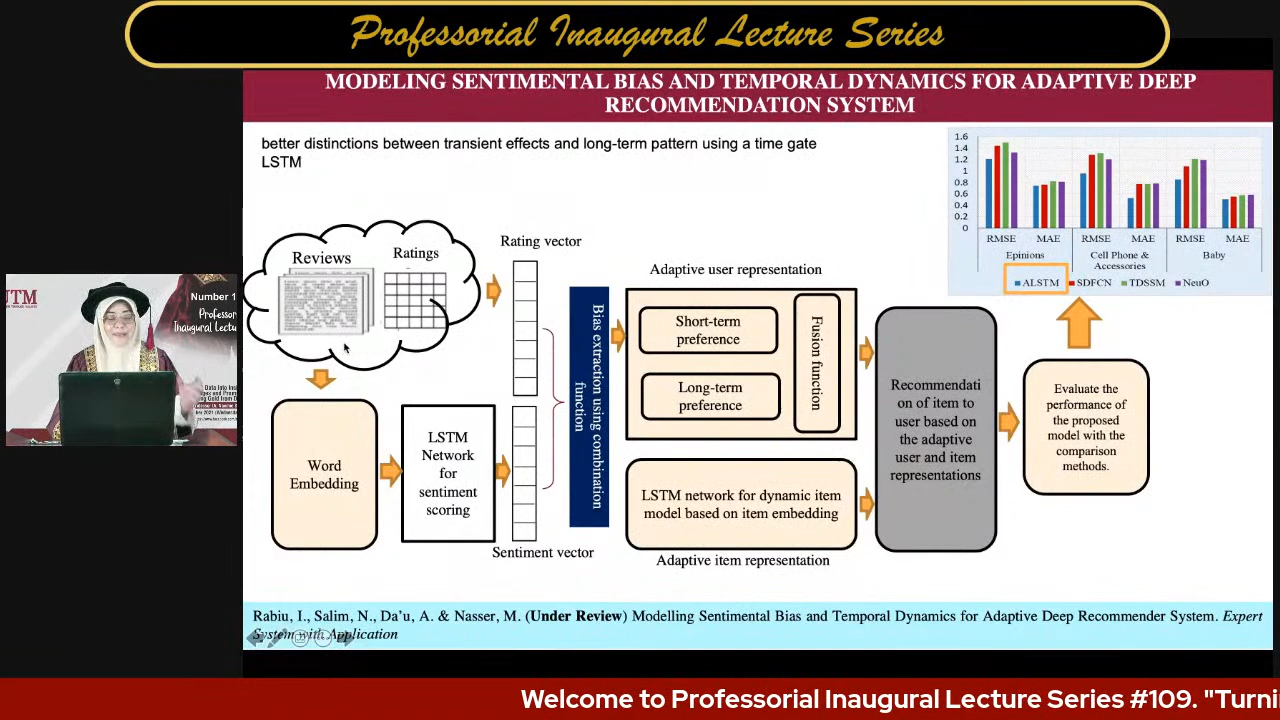 Professorial Inaugural Lecture Series
MODELING SENTIMENTAL BIAS AND TEMPORAL DYNAMICS FOR ADAPTIVE DEEP
RECOMMENDATION SYSTEM
better distinctions between transient effects and long-term pattern using a time gate
LSTM
1.6
1.4
1.2
1
0.8
0.6
0.4
0.2
0
RMSE MAE RMSE MAE RMSE MAE
Epinions Cell Phone & Baby
Accessories
ALSTM SDFCN TDSSM NeuO
Reviews
Ratings
Rating vector
Word
Embedding
LSTM
Network
for
sentiment
scoring
Sentiment vector
Bias extraction using combination
function
Adaptive user representation
Short-term
preference
Long-term
preference
Fusion function
LSTM network for dynamic item
model based on item embedding
Adaptive item representation
Recommendati
on of item to
user based on
the adaptive
user and item
representations
Evaluate the
performance of
the proposed
model with the
comparison
methods.
Rabiu, I., Salim, N., Da'u, A. & Nasser, M. (Under Review) Modelling Sentimental Bias and Temporal Dynamics for Adaptive Deep Recommender System. Expert
System with Application
UTM
Number 1
Professor
Inaugural Lectu
Welcome to Professorial Inaugural Lecture Series #109. "Turni